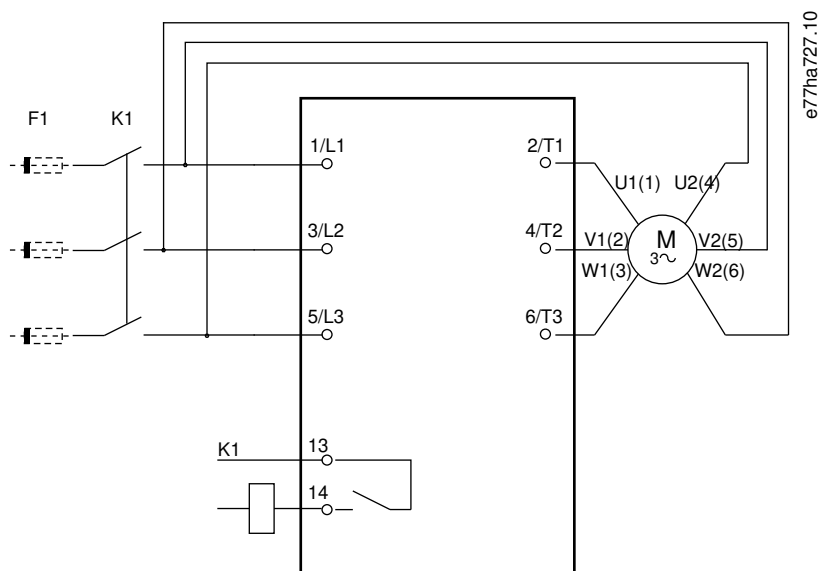 e77ha727.10
F1
K1
1/L1
2/T1
U1(1)
U2(4)
3/L2
4/T2
V1(2)
M
3~
V2(5)
W1(3)
W2(6)
5/L3
6/T3
K1
13
14